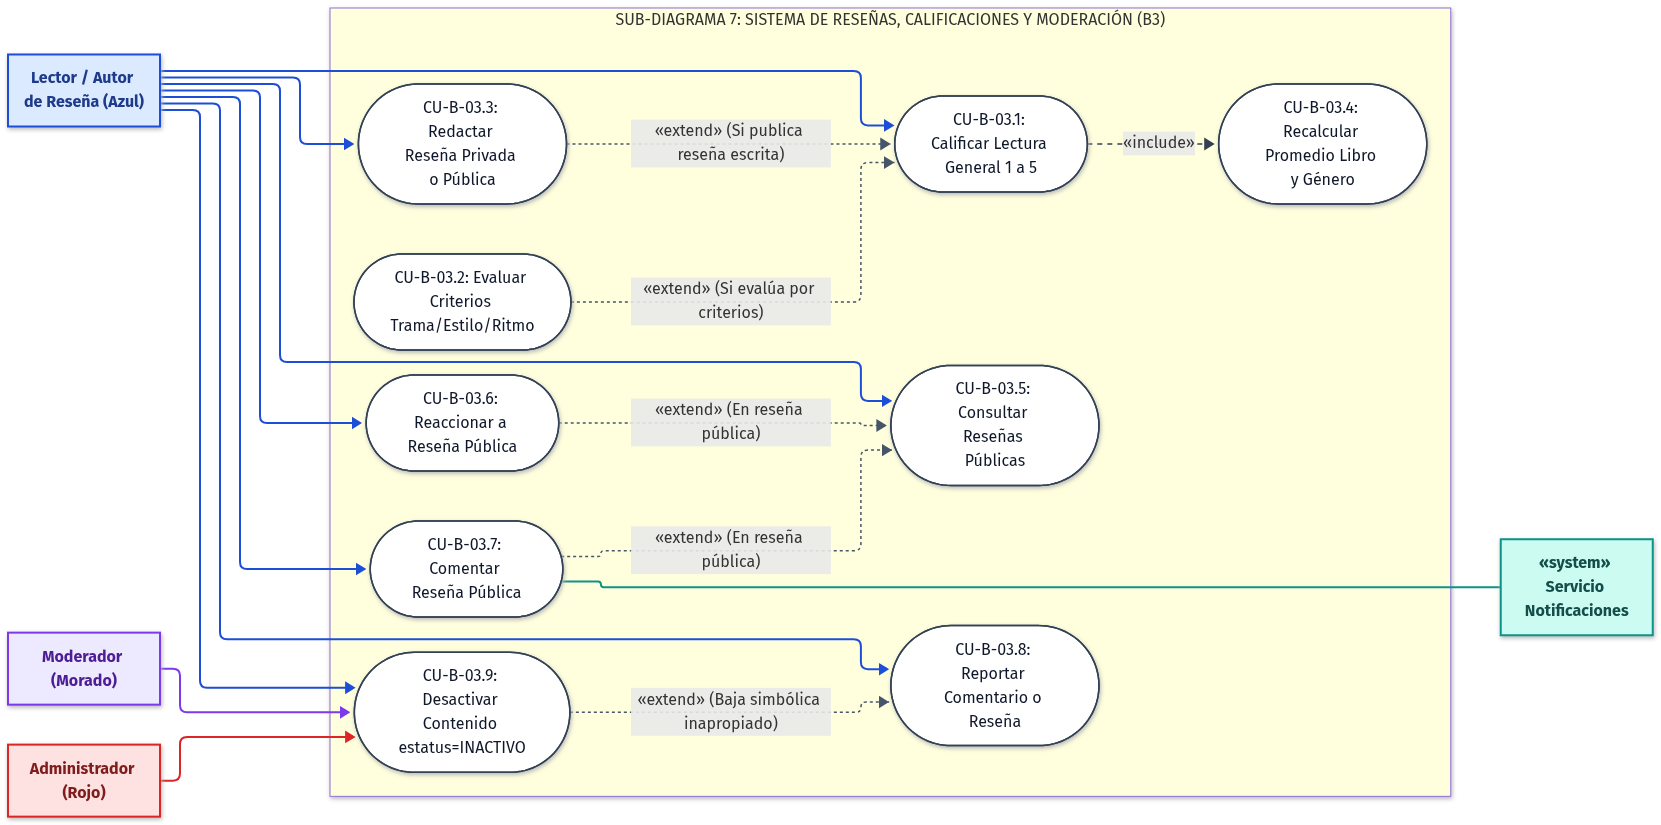 SUB-DIAGRAMA 7: SISTEMA DE RESEÑAS, CALIFICACIONES Y MODERACIÓN (B3)
Lector / Autor
de Reseña (Azul)
CU-B-03.3:
Redactar
Reseña Privada
o Pública
«extend» (Si publica
reseña escrita)
CU-B-03.1:
Calificar Lectura
General 1 a 5
«include»
CU-B-03.4:
Recalcular
Promedio Libro
y Género
CU-B-03.2: Evaluar
Criterios
Trama/Estilo/Ritmo
«extend» (Si evalúa por
criterios)
CU-B-03.6:
Reaccionar a
Reseña Pública
«extend» (En reseña
pública)
CU-B-03.5:
Consultar
Reseñas
Públicas
CU-B-03.7:
Comentar
Reseña Pública
«extend» (En reseña
pública)
«system»
Servicio
Notificaciones
Moderador
(Morado)
CU-B-03.9:
Desactivar
Contenido
estatus=INACTIVO
«extend» (Baja simbólica
inapropiado)
CU-B-03.8:
Reportar
Comentario o
Reseña
Administrador
(Rojo)